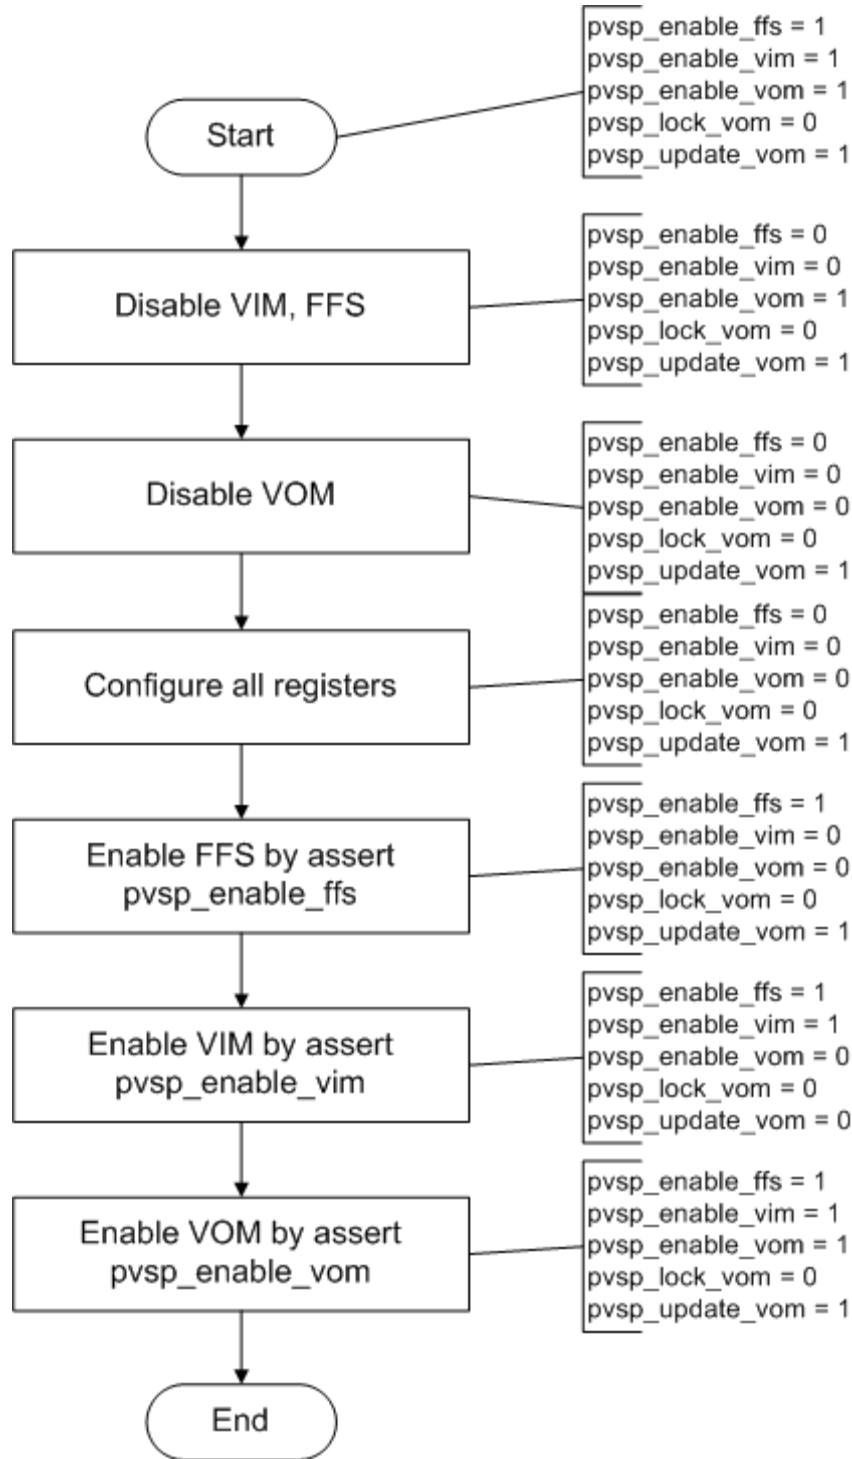 Start
pvsp_enable_ffs = 1
pvsp_enable_vim = 1
pvsp_enable_vom = 1
pvsp_lock_vom = 0
pvsp_update_vom = 1
Disable VIM, FFS
pvsp_enable_ffs = 0
pvsp_enable_vim = 0
pvsp_enable_vom = 1
pvsp_lock_vom = 0
pvsp_update_vom = 1
Disable VOM
pvsp_enable_ffs = 0
pvsp_enable_vim = 0
pvsp_enable_vom = 0
pvsp_lock_vom = 0
pvsp_update_vom = 1
Configure all registers
pvsp_enable_ffs = 0
pvsp_enable_vim = 0
pvsp_enable_vom = 0
pvsp_lock_vom = 0
pvsp_update_vom = 1
Enable FFS by assert
pvsp_enable_ffs
pvsp_enable_ffs = 1
pvsp_enable_vim = 0
pvsp_enable_vom = 0
pvsp_lock_vom = 0
pvsp_update_vom = 1
Enable VIM by assert
pvsp_enable_vim
pvsp_enable_ffs = 1
pvsp_enable_vim = 1
pvsp_enable_vom = 0
pvsp_lock_vom = 0
pvsp_update_vom = 0
Enable VOM by assert
pvsp_enable_vom
pvsp_enable_ffs = 1
pvsp_enable_vim = 1
pvsp_enable_vom = 1
pvsp_lock_vom = 0
pvsp_update_vom = 1
End